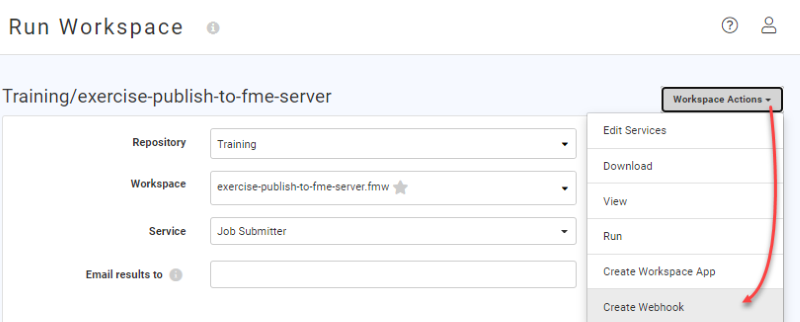 Run Workspace
Training/exercise-publish-to-fme-server
Workspace Actions
Repository
Training
Workspace
exercise-publish-to-fme-server.fmw
Service
Job Submitter
Email results to
Edit Services
Download
View
Run
Create Workspace App
Create Webhook